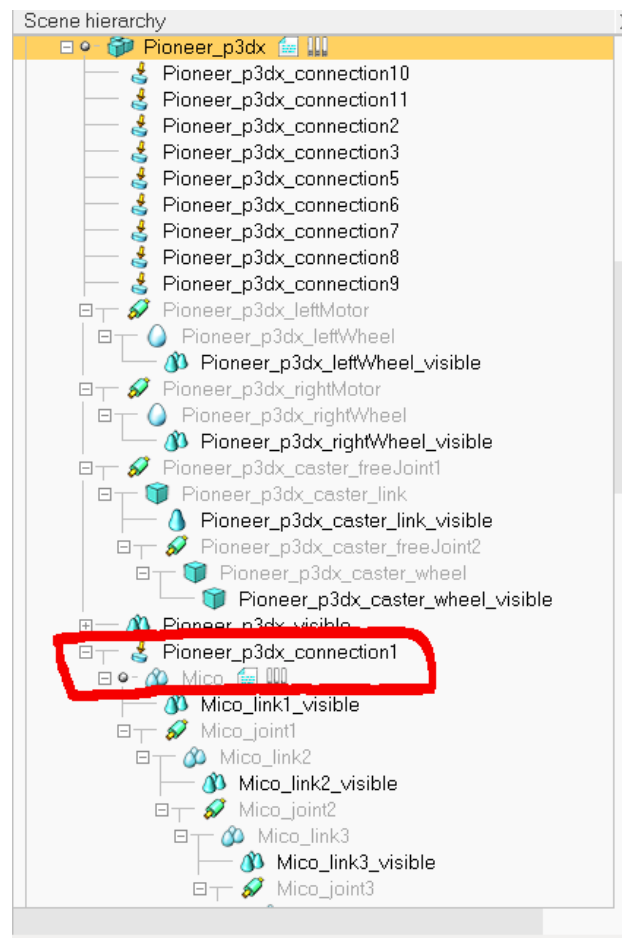 Scene hierarchy
Pioneer_p3dx
Pioneer_p3dx_connection10
Pioneer_p3dx_connection11
Pioneer_p3dx_connection2
Pioneer_p3dx_connection3
Pioneer_p3dx_connection5
Pioneer_p3dx_connection6
Pioneer_p3dx_connection7
Pioneer_p3dx_connection8
Pioneer_p3dx_connection9
Pioneer_p3dx_leftMotor
Pioneer_p3dx_leftWheel
Pioneer_p3dx_leftWheel_visible
Pioneer_p3dx_rightMotor
Pioneer_p3dx_rightWheel
Pioneer_p3dx_rightWheel_visible
Pioneer_p3dx_caster_freeJoint1
Pioneer_p3dx_caster_link
Pioneer_p3dx_caster_link_visible
Pioneer_p3dx_caster_freeJoint2
Pioneer_p3dx_caster_wheel
Pioneer_p3dx_caster_wheel_visible
Pioneer_p3dx_visible
Pioneer_p3dx_connection1
Mico
Mico_link1_visible
Mico_joint1
Mico_link2
Mico_link2_visible
Mico_joint2
Mico_link3
Mico_link3_visible
Mico_joint3